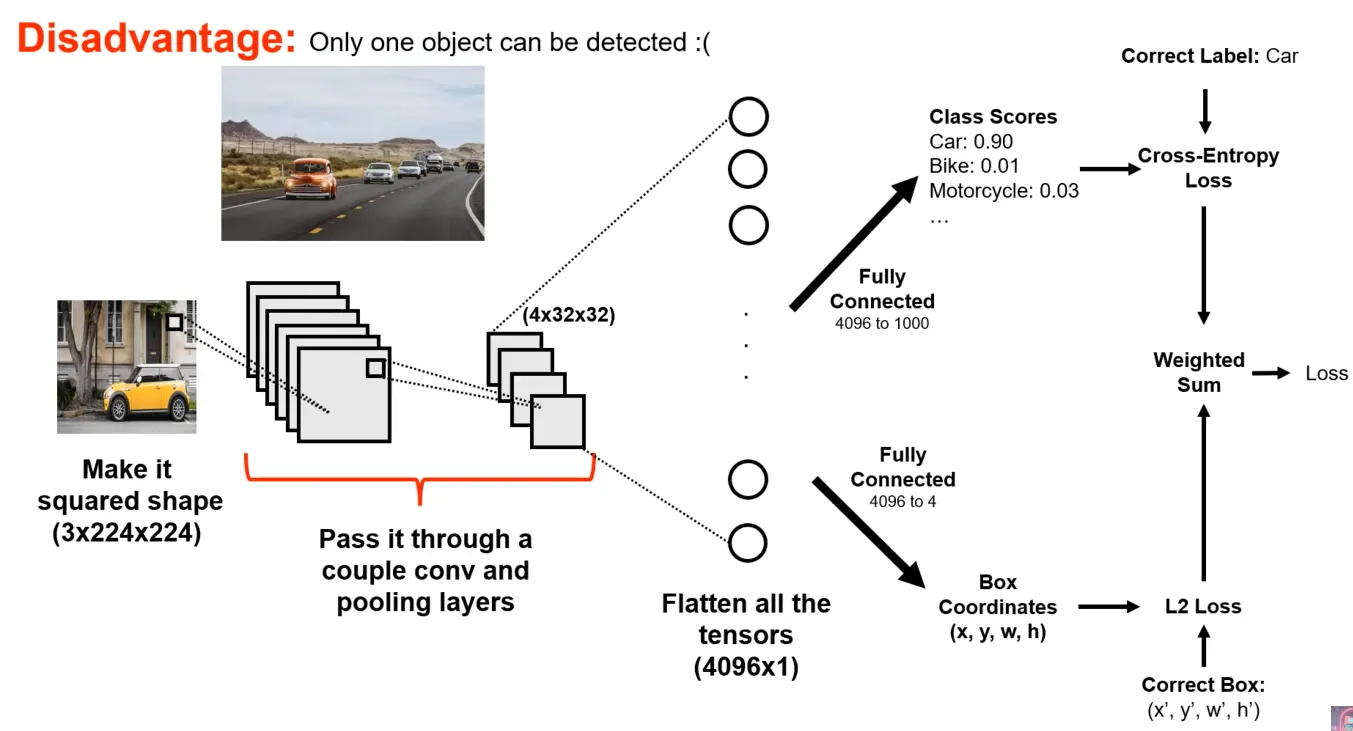 Disadvantage: Only one object can be detected :(
Correct Label: Car
Class Scores
Car: 0.90
Bike: 0.01
Motorcycle: 0.03
…
Cross-Entropy
Loss
Fully
Connected
4096 to 1000
(4x32x32)
Weighted
Sum
Loss
Make it
squared shape
(3x224x224)
Pass it through a
couple conv and
pooling layers
Flatten all the
tensors
(4096x1)
Fully
Connected
4096 to 4
Box
Coordinates
(x, y, w, h)
L2 Loss
Correct Box:
(x’, y’, w’, h’)